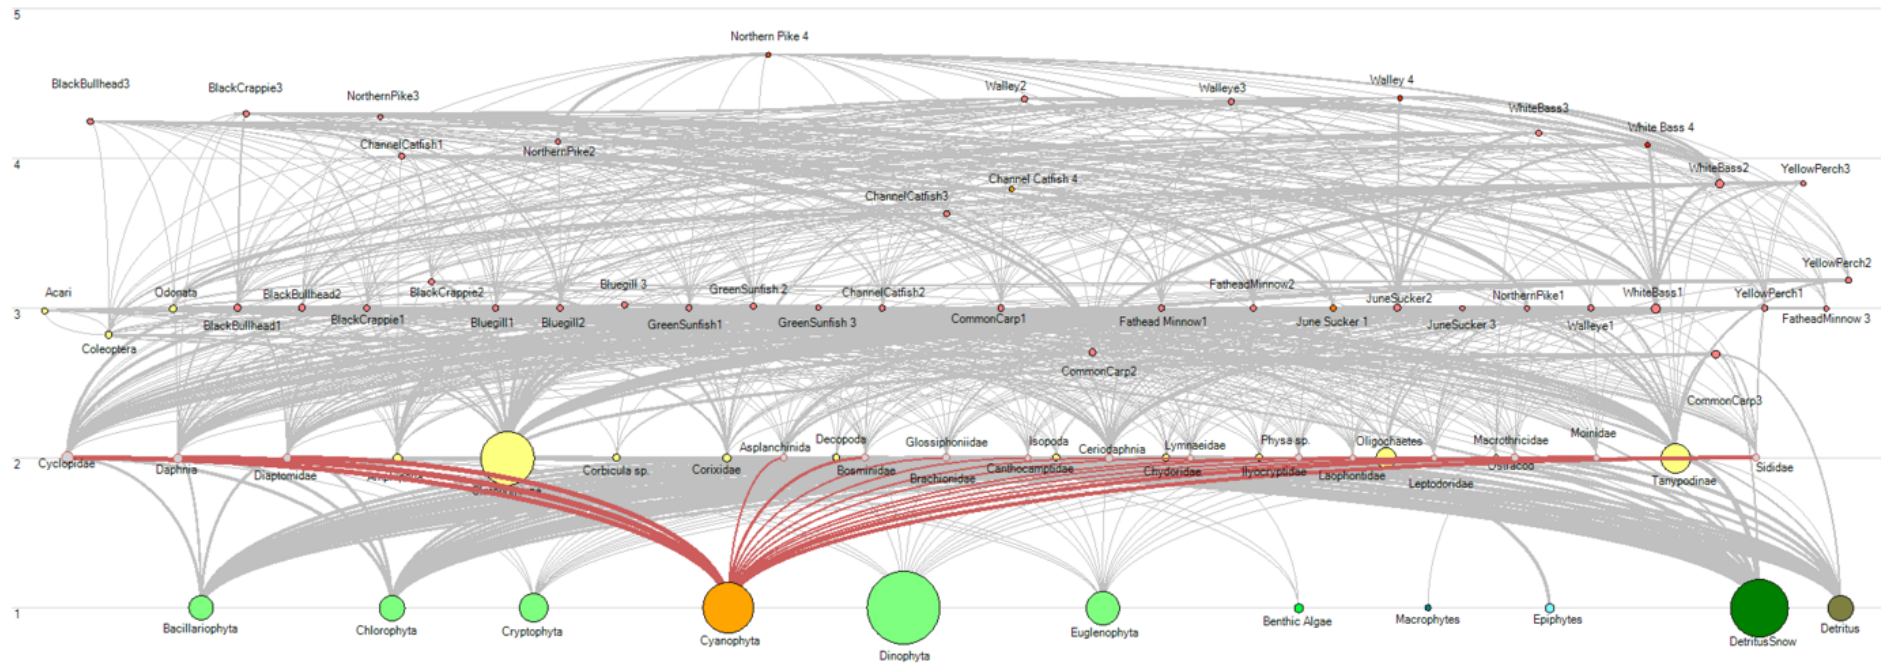 5
Northern Pike 4
BlackBullhead3
BlackCrappie3
NorthernPike3
Walley2
Walleye3
Walley 4
WhiteBass3
White Bass 4
ChannelCatfish1
NorthernPike2
4
WhiteBass2
YellowPerch3
Channel Catfish 4
ChannelCatfish3
YellowPerch2
Acari
Odonata
BlackBullhead2
BlackCrappie2
Bluegill 3
GreenSunfish 2
ChannelCatfish2
FatheadMinnow2
JuneSucker2
NorthernPike1
WhiteBass1
YellowPerch1
3
BlackBullhead1
BlackCrappie1
Bluegill1
Bluegill2
GreenSunfish1
GreenSunfish 3
CommonCarp1
Fathead Minnow1
June Sucker 1
JuneSucker 3
Walleye1
FatheadMinnow 3
Coleoptera
CommonCarp2
CommonCarp3
Asplanchinida
Decopoda
Glossiphoniidae
Isopoda
Ceriodaphnia
Lymnaeidae
Physa sp.
Oligochaetes
Macrothricidae
Moinidae
2
Cyclopidae
Daphnia
Diaptomidae
Corbicula sp.
Corixidae
Bosminidae
Brachionidae
Canthocamptidae
Chydoridae
Ilyocryptidae
Laophontidae
Leptodoridae
Ostracod
Tanypodinae
Sididae
1
Bacillariophyta
Chlorophyta
Cryptophyta
Cyanophyta
Dinophyta
Euglenophyta
Benthic Algae
Macrophytes
Epiphytes
DetritusSnow
Detritus